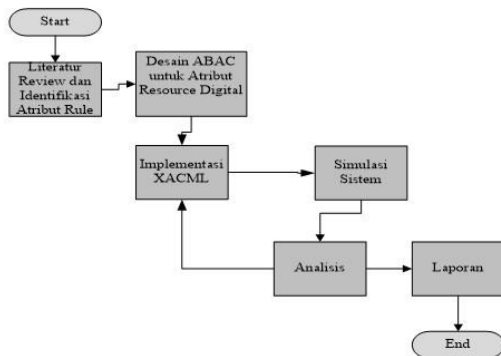 Start
Literatur
Review dan
Identifikasi
Atribut Rule
Desain ABAC
untuk Atribut
Resource Digital
Implementasi
XACML
Simulasi
Sistem
Analisis
Laporan
End